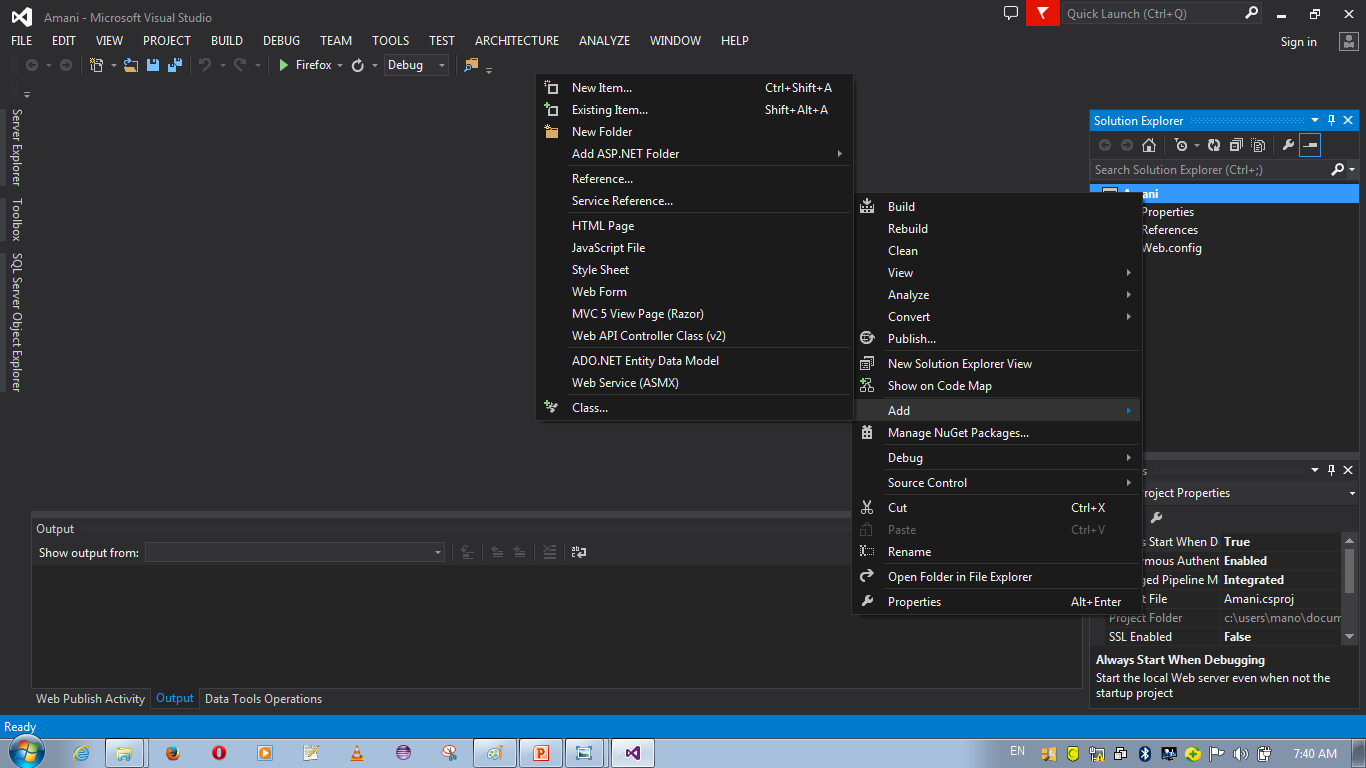 Amani - Microsoft Visual Studio
Quick Launch (Ctrl+Q)
FILE EDIT VIEW PROJECT BUILD DEBUG TEAM TOOLS TEST ARCHITECTURE ANALYZE WINDOW HELP
Sign in
Firefox
Debug
Server Explorer
Toolbox
SQL Server Object Explorer
New Item... Ctrl+Shift+A
Existing Item... Shift+Alt+A
New Folder
Add ASP.NET Folder
Reference...
Service Reference...
HTML Page
JavaScript File
Style Sheet
Web Form
MVC 5 View Page (Razor)
Web API Controller Class (v2)
ADO.NET Entity Data Model
Web Service (ASMX)
Class...
Build
Rebuild
Clean
View
Analyze
Convert
Publish...
New Solution Explorer View
Show on Code Map
Add
Manage NuGet Packages...
Debug
Source Control
Cut Ctrl+X
Paste Ctrl+V
Rename
Open Folder in File Explorer
Properties Alt+Enter
Solution Explorer
Search Solution Explorer (Ctrl+;)
Amani
Properties
References
Web.config
roject Properties
s Start When D True
ymous Authent Enabled
ged Pipeline M Integrated
t File Amani.csproj
Project Folder c:\users\mano\docum
SSL Enabled False
Always Start When Debugging
Start the local Web server even when not the
startup project
Output
Show output from:
Web Publish Activity Output Data Tools Operations
Ready
EN
7:40 AM